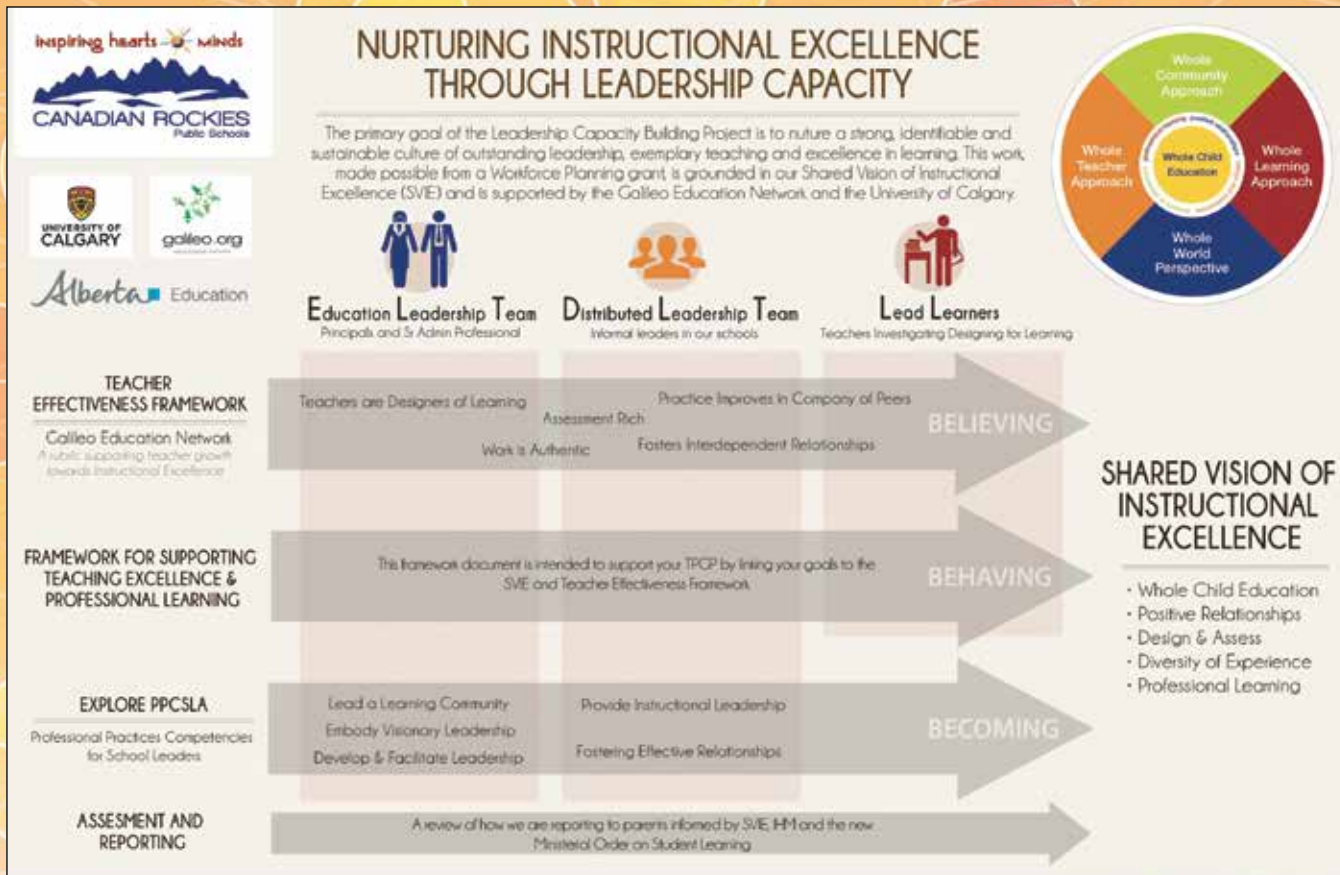 inspiring hearts & minds
CANADIAN ROCKIES
Public Schools
UNIVERSITY OF
CALGARY
galileo.org
Alberta Education
NURTURING INSTRUCTIONAL EXCELLENCE
THROUGH LEADERSHIP CAPACITY
The primary goal of the Leadership Capacity Building Project is to nuture a strong, identifiable and
sustainable culture of outstanding leadership, exemplary teaching and excellence in learning. This work,
made possible from a Workforce Planning grant, is grounded in our Shared Vision of Instructional
Excellence (SVIE) and is supported by the Galileo Education Network and the University of Calgary.
Whole
Community
Approach
Whole
Teacher
Approach
Whole Child
Education
Whole
Learning
Approach
Whole
World
Perspective
Education Leadership Team
Principals and Sr Admin Professional
Distributed Leadership Team
Informal leaders in our schools
Lead Learners
Teachers Investigating Designing for Learning
TEACHER
EFFECTIVENESS FRAMEWORK
Galileo Education Network
A rubric supporting teacher growth
towards Instructional Excellence
Teachers are Designers of Learning
Practice Improves in Company of Peers
Assessment Rich
Work is Authentic
Fosters Interdependent Relationships
BELIEVING
FRAMEWORK FOR SUPPORTING
TEACHING EXCELLENCE &
PROFESSIONAL LEARNING
This framework document is intended to support your TPGP by linking your goals to the
SVIE and Teacher Effectiveness Framework
BEHAVING
EXPLORE PPCSLA
Professional Practices Competencies
for School Leaders
Lead a Learning Community
Embody Visionary Leadership
Develop & Facilitate Leadership
Provide Instructional Leadership
Fostering Effective Relationships
BECOMING
ASSESMENT AND
REPORTING
A review of how we are reporting to parents informed by SVIE, IHM and the new
Ministerial Order on Student Learning
SHARED VISION OF
INSTRUCTIONAL
EXCELLENCE
• Whole Child Education
• Positive Relationships
• Design & Assess
• Diversity of Experience
• Professional Learning